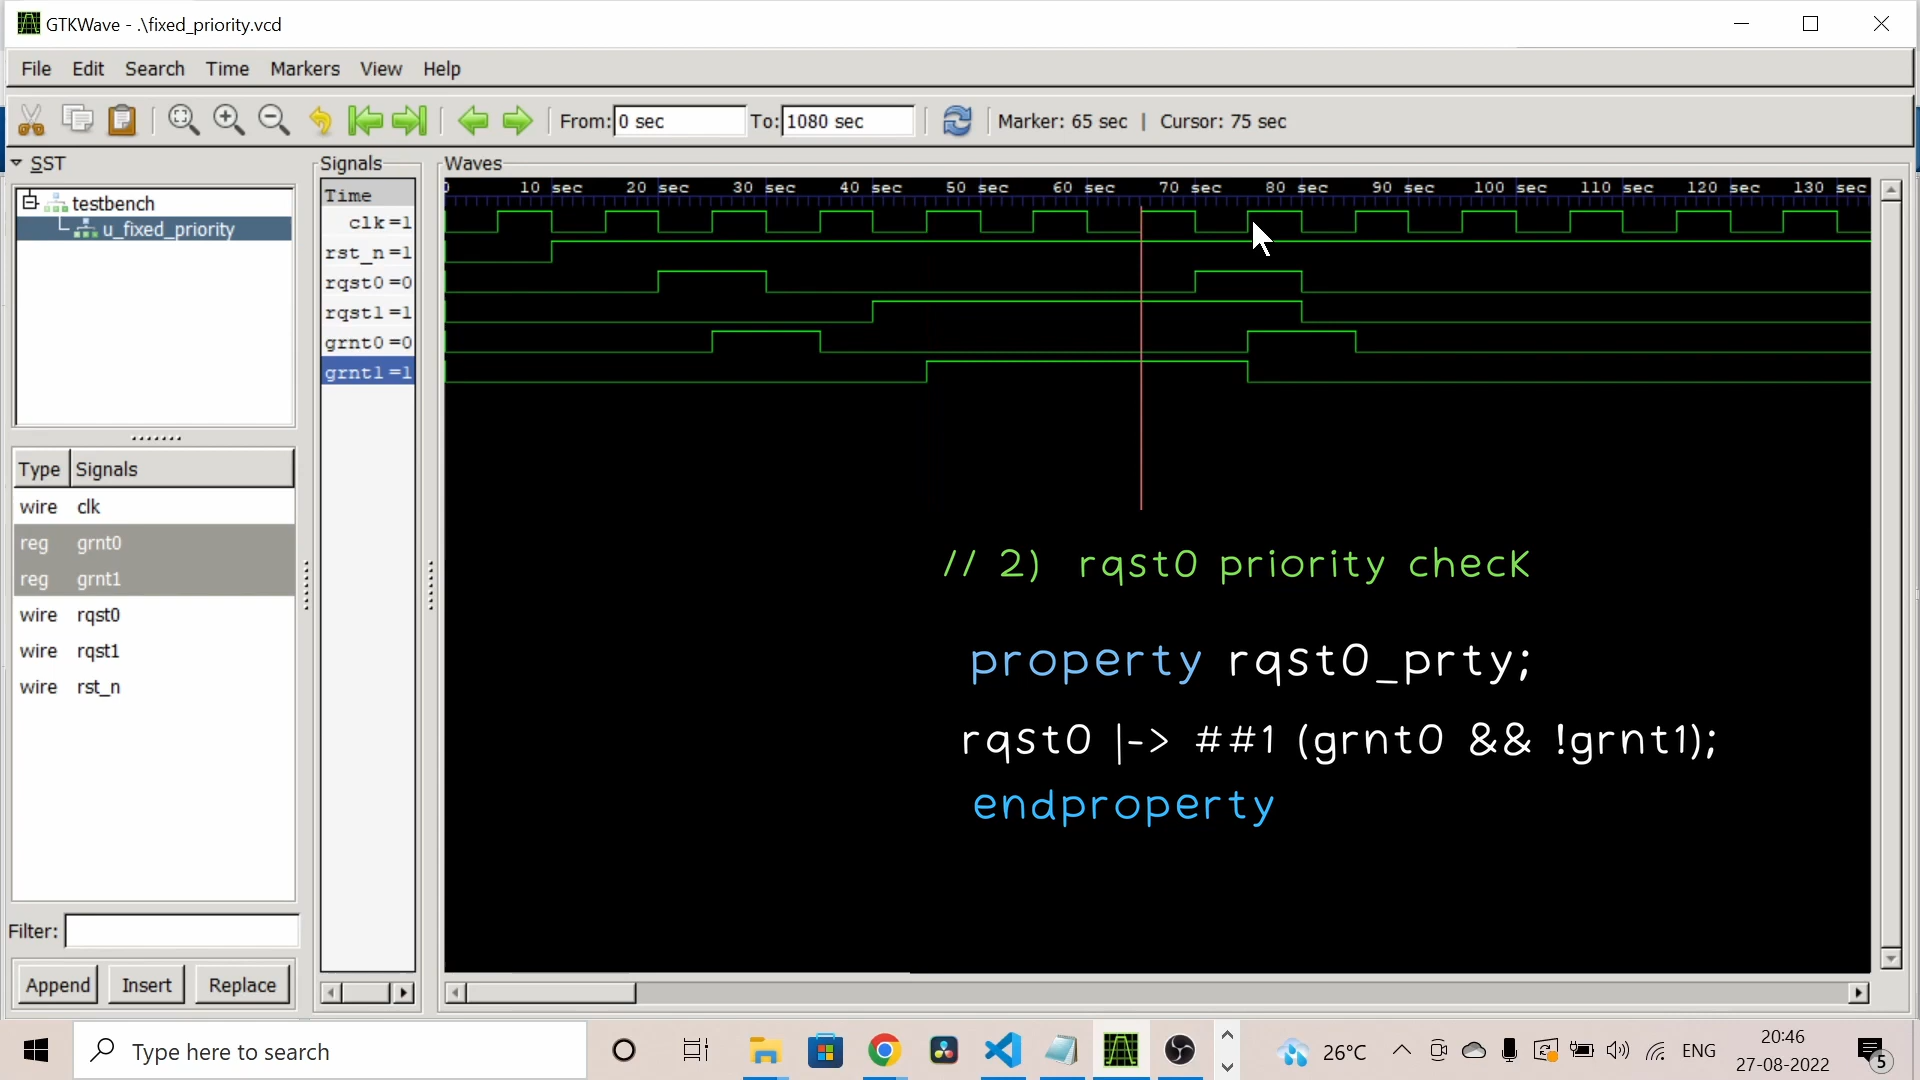 GTKWave - .\fixed_priority.vcd
File Edit Search Time Markers View Help
From: 0 sec To: 1080 sec Marker: 65 sec | Cursor: 75 sec
SST
testbench
u_fixed_priority
Type Signals
wire clk
reg grnt0
reg grnt1
wire rqst0
wire rqst1
wire rst_n
Filter:
Append Insert Replace
Signals
Time
clk =1
rst_n =1
rqst0 =0
rqst1 =1
grnt0 =0
grnt1 =1
Waves
0 10 sec 20 sec 30 sec 40 sec 50 sec 60 sec 70 sec 80 sec 90 sec 100 sec 110 sec 120 sec 130 sec
// 2) rqst0 priority check
property rqst0_prty;
rqst0 |-> ##1 (grnt0 && !grnt1);
endproperty
Type here to search
26°C
ENG
20:46
27-08-2022
5